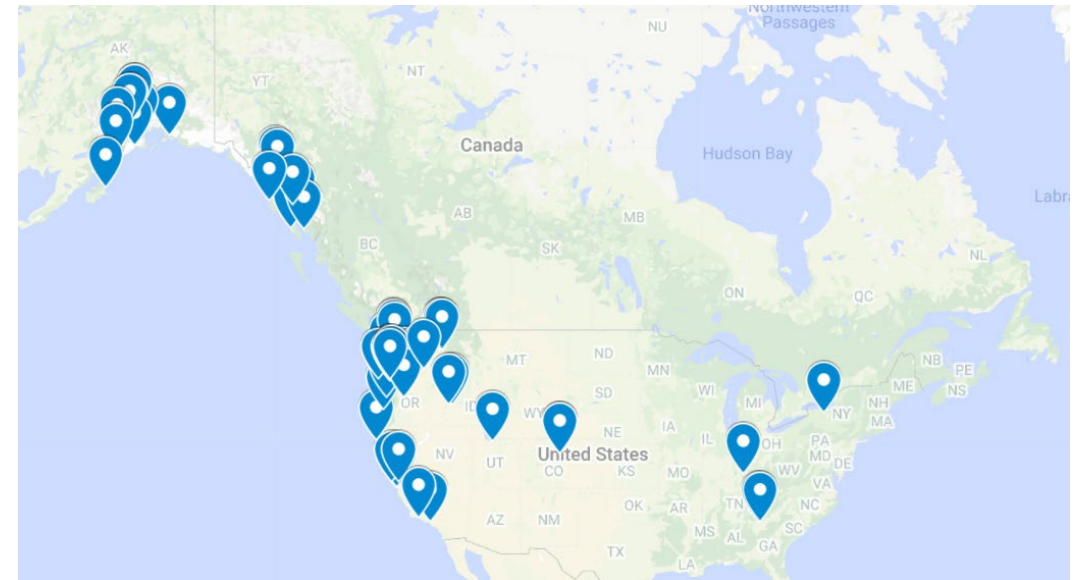 Northwestern
Passages
NU
AK
YT
NT
Canada
Hudson Bay
Labra
AB
MB
BC
SK
NL
ON
QC
MT
ND
MN
NB
PE
OR
ID
SD
WI
MI
ME
NS
WY
NY
NH
MA
NE
IA
IL
OH
PA
NV
UT
United States
MD
DE
CO
KS
MO
WV
VA
OK
AR
TN
NC
AZ
NM
MS
AL
SC
GA
TX
LA